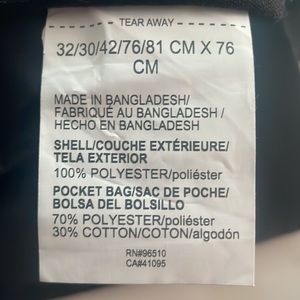 TEAR AWAY
32/30/42/76/81 CM X 76
CM
MADE IN BANGLADESH/
FABRIQUÉ AU BANGLADESH /
HECHO EN BANGLADESH
SHELL/COUCHE EXTÉRIEURE/
TELA EXTERIOR
100% POLYESTER/poliéster
POCKET BAG/SAC DE POCHE/
BOLSA DEL BOLSILLO
70% POLYESTER/poliéster
30% COTTON/COTON/algodón
RN#96510
CA#41095